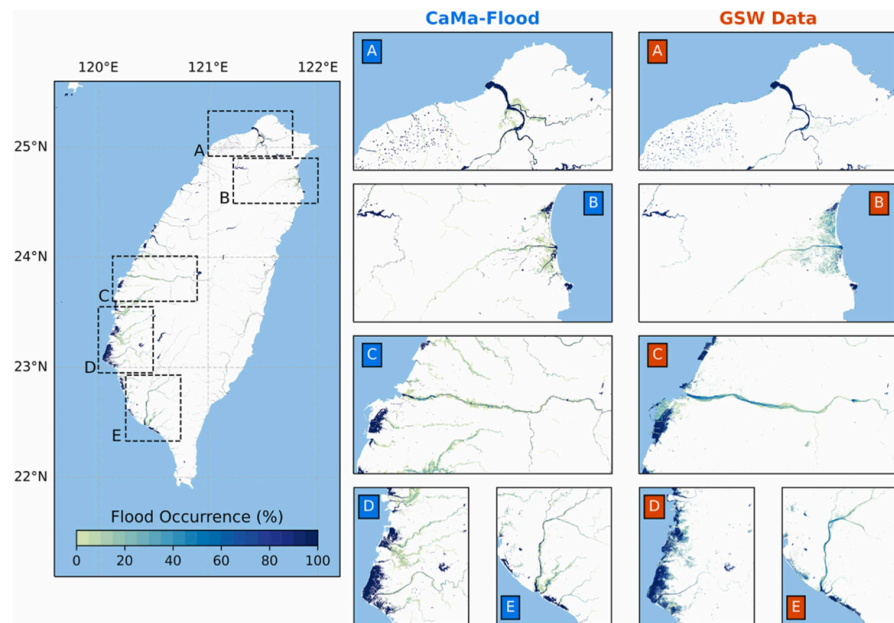 CaMa-Flood
GSW Data
120°E
121°E
122°E
25°N
24°N
23°N
22°N
A
B
C
D
E
Flood Occurrence (%)
0 20 40 60 80 100
A
A
B
B
C
C
D
E
D
E